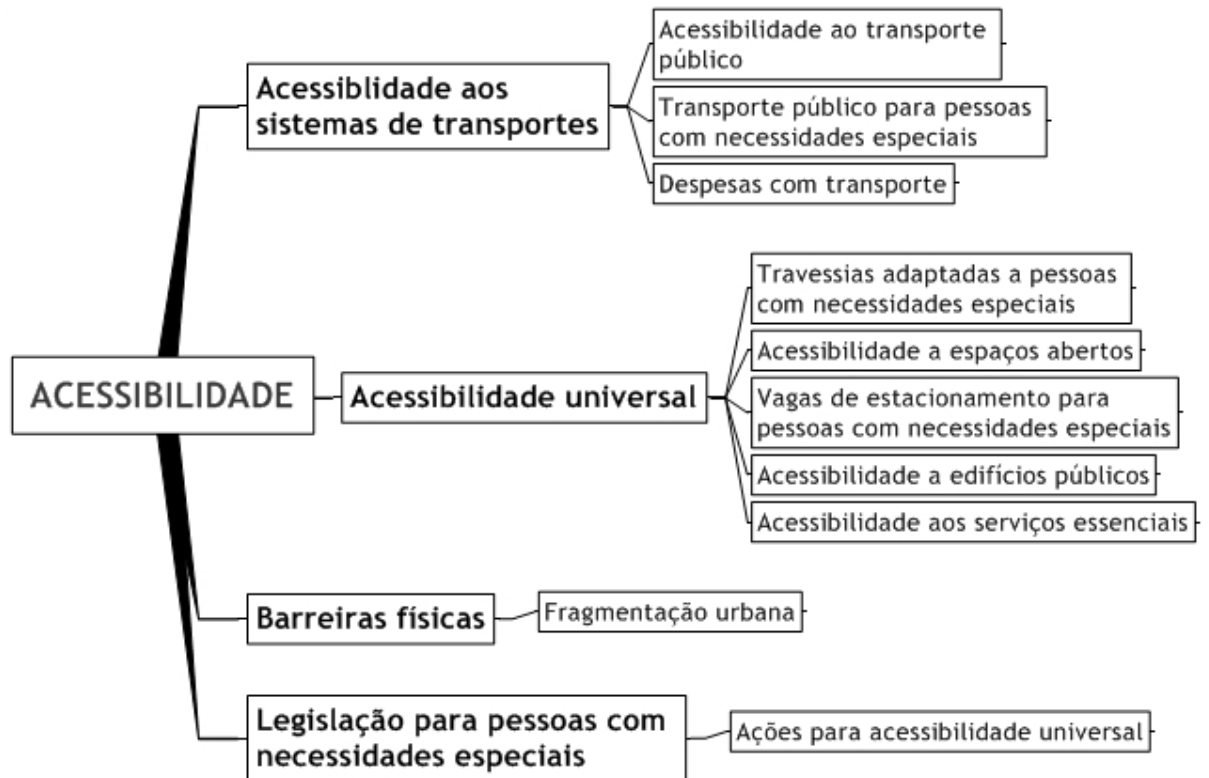 Acessibilidade ao transporte
público
Acessiblidade aos
sistemas de transportes
Transporte público para pessoas
com necessidades especiais
Despesas com transporte
Travessias adaptadas a pessoas
com necessidades especiais
Acessibilidade a espaços abertos
ACESSIBILIDADE
Acessibilidade universal
Vagas de estacionamento para
pessoas com necessidades especiais
Acessibilidade a edifícios públicos
Acessibilidade aos serviços essenciais
Barreiras físicas
Fragmentação urbana
Legislação para pessoas com
necessidades especiais
Ações para acessibilidade universal